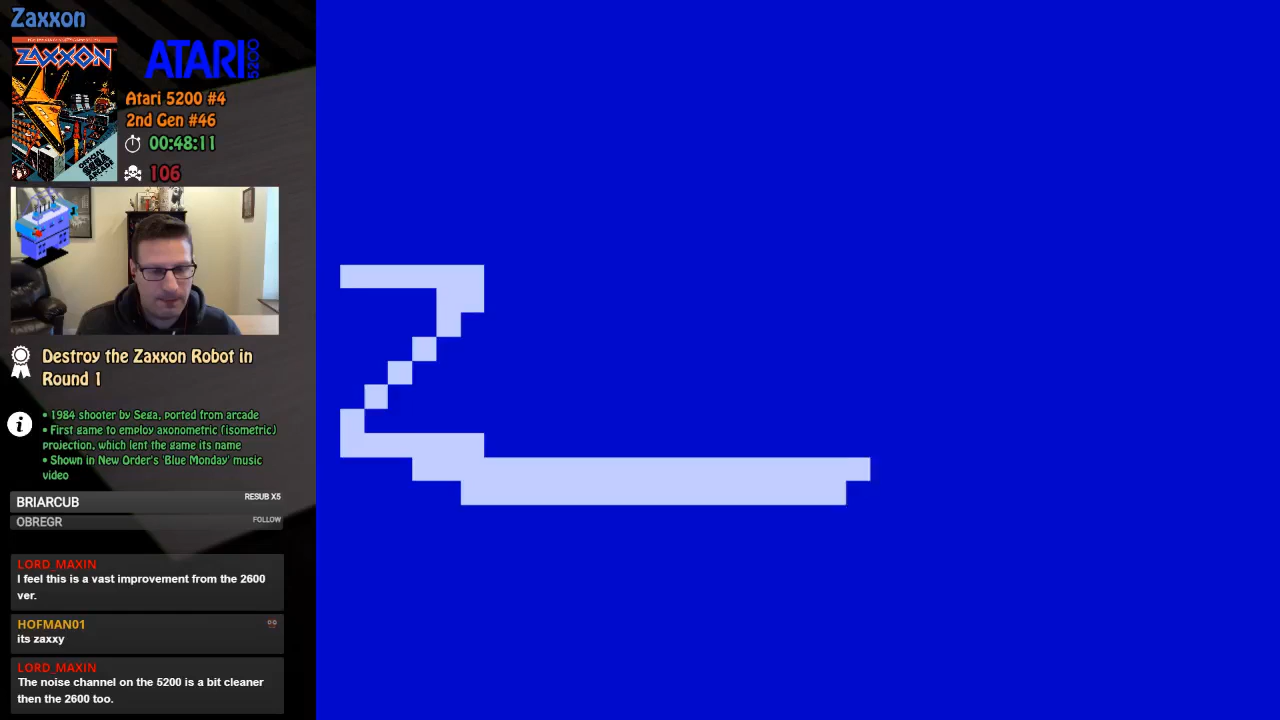 Zaxxon
ZAXXON
ATARI 5200
Atari 5200 #4
2nd Gen #46
00:48:11
106
Destroy the Zaxxon Robot in
Round 1
• 1984 shooter by Sega, ported from arcade
• First game to employ axonometric (isometric)
projection, which lent the game its name
• Shown in New Order's 'Blue Monday' music
video
BRIARCUB RESUB X5
OBREGR FOLLOW
LORD_MAXIN
I feel this is a vast improvement from the 2600
ver.
HOFMAN01
its zaxxy
LORD_MAXIN
The noise channel on the 5200 is a bit cleaner
then the 2600 too.